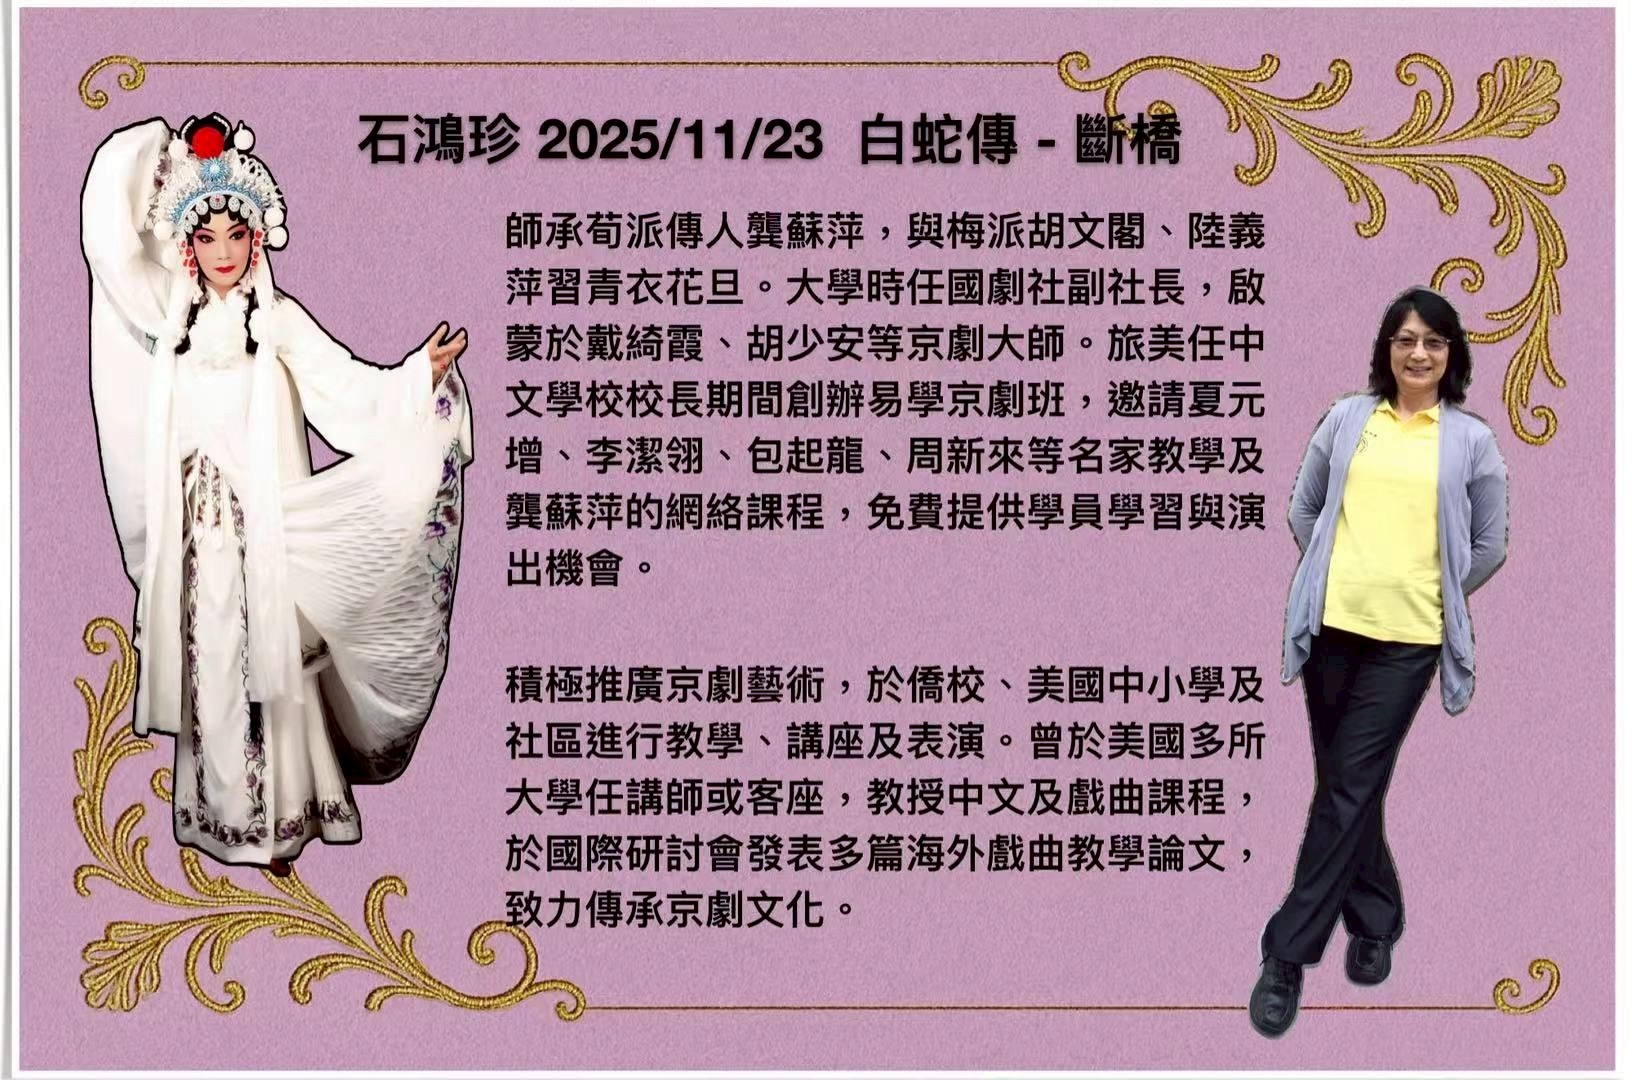 石鴻珍 2025/11/23 白蛇傳 - 斷橋
師承荀派傳人龔蘇萍，與梅派胡文閣、陸義
萍習青衣花旦。大學時任國劇社副社長，啟
蒙於戴綺霞、胡少安等京劇大師。旅美任中
文學校校長期間創辦易學京劇班，邀請夏元
增、李潔翎、包起龍、周新來等名家教學及
龔蘇萍的網絡課程，免費提供學員學習與演
出機會。
積極推廣京劇藝術，於僑校、美國中小學及
社區進行教學、講座及表演。曾於美國多所
大學任講師或客座，教授中文及戲曲課程，
於國際研討會發表多篇海外戲曲教學論文，
致力傳承京劇文化。